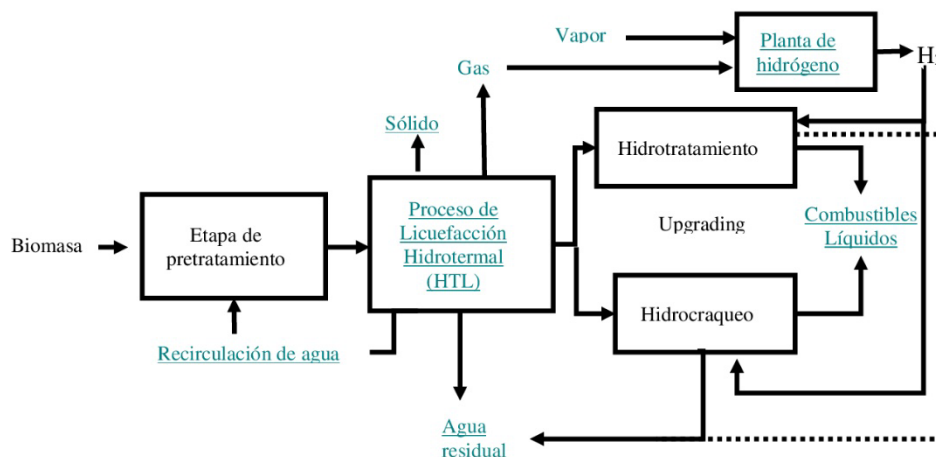 Vapor
Planta de
hidrógeno
H
Gas
Sólido
Hidrotratamiento
Proceso de
Licuefacción
Hidrotermal
(HTL)
Etapa de
pretratamiento
Biomasa
Upgrading
Combustibles
Líquidos
Hidrocraqueo
Recirculación de agua
Agua
residual